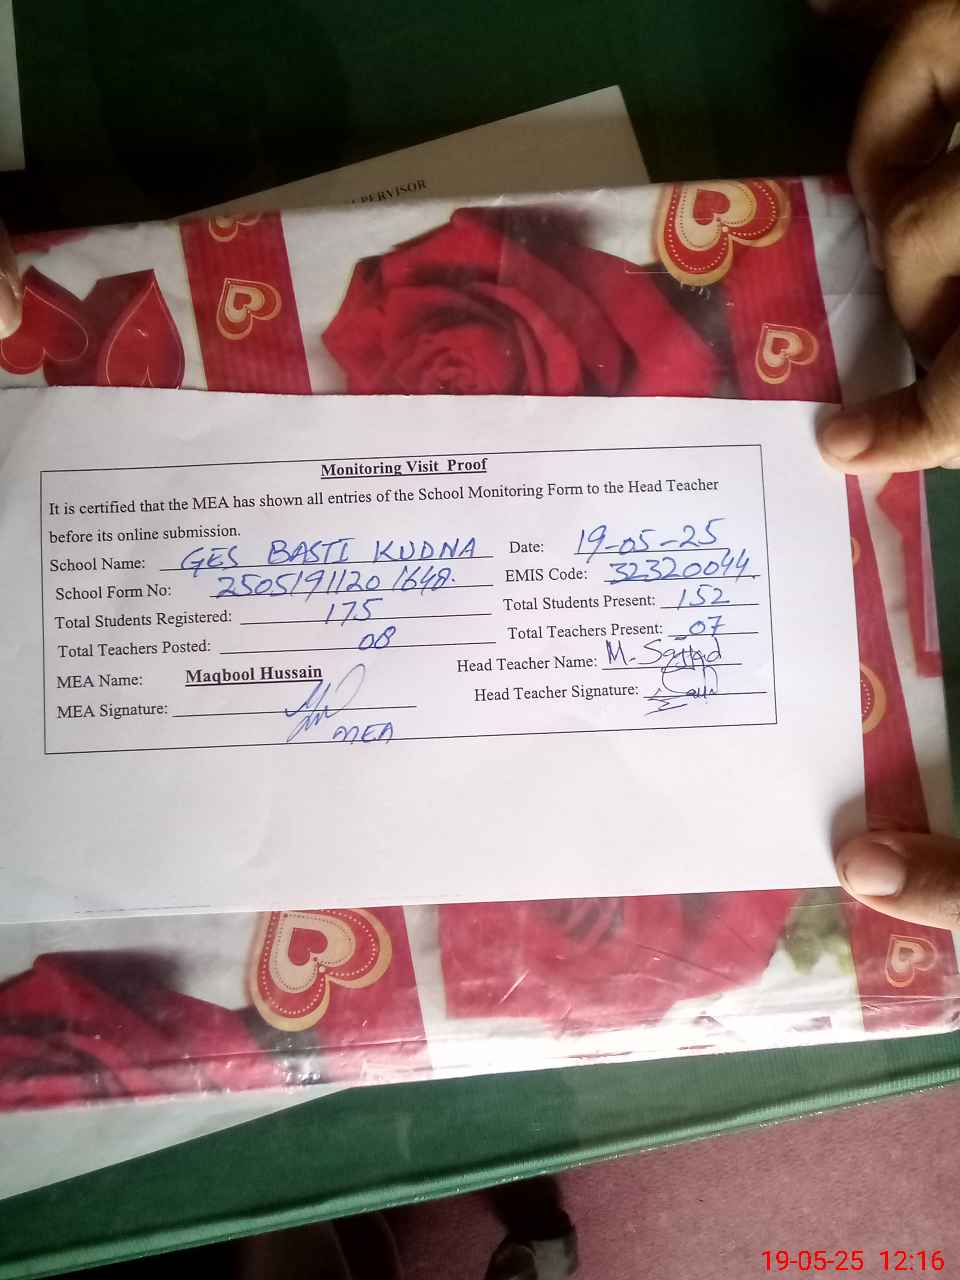 PERVISOR
Monitoring Visit Proof
It is certified that the MEA has shown all entries of the School Monitoring Form to the Head Teacher
before its online submission.
School Name: GES BASTI KUDNA Date: 19-05-25
School Form No: 25051911201648. EMIS Code: 32320044
Total Students Registered: 175 Total Students Present: 152
Total Teachers Posted: 08 Total Teachers Present: 07
MEA Name: Maqbool Hussain Head Teacher Name: M. Sajjad
MEA Signature: Head Teacher Signature:
MEA
19-05-25 12:16